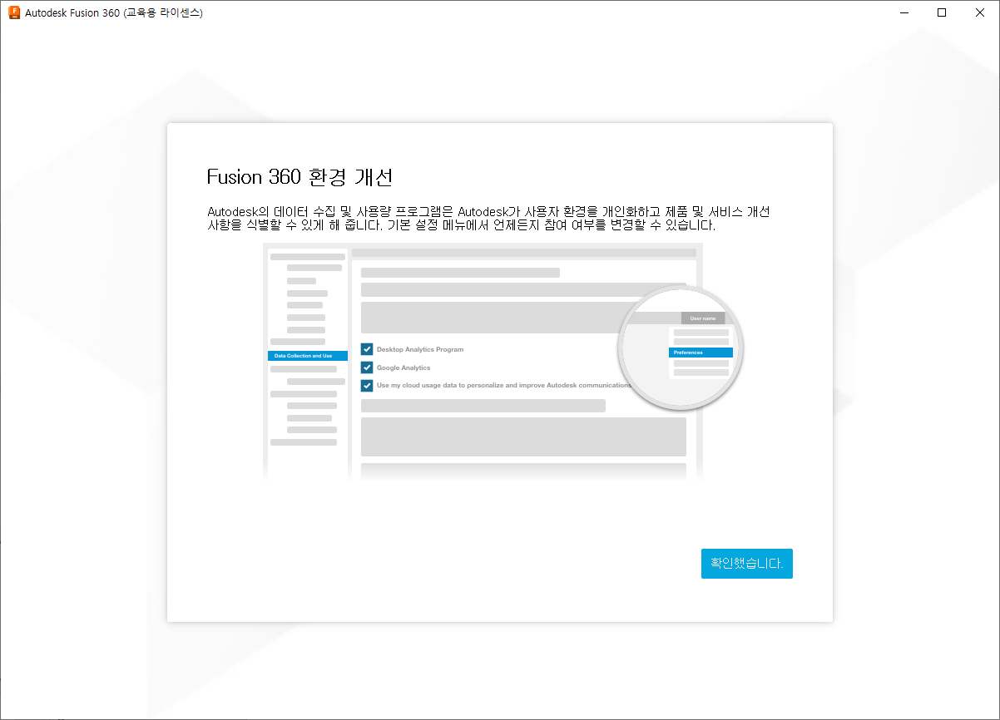 Autodesk Fusion 360 (교육용 라이센스)
Fusion 360 환경 개선
Autodesk의 데이터 수집 및 사용량 프로그램은 Autodesk가 사용자 환경을 개인화하고 제품 및 서비스 개선
사항을 식별할 수 있게 해 줍니다. 기본 설정 메뉴에서 언제든지 참여 여부를 변경할 수 있습니다.
User name
Preferences
Desktop Analytics Program
Data Collection and Use
Google Analytics
Use my cloud usage data to personalize and improve Autodesk communications
확인했습니다.